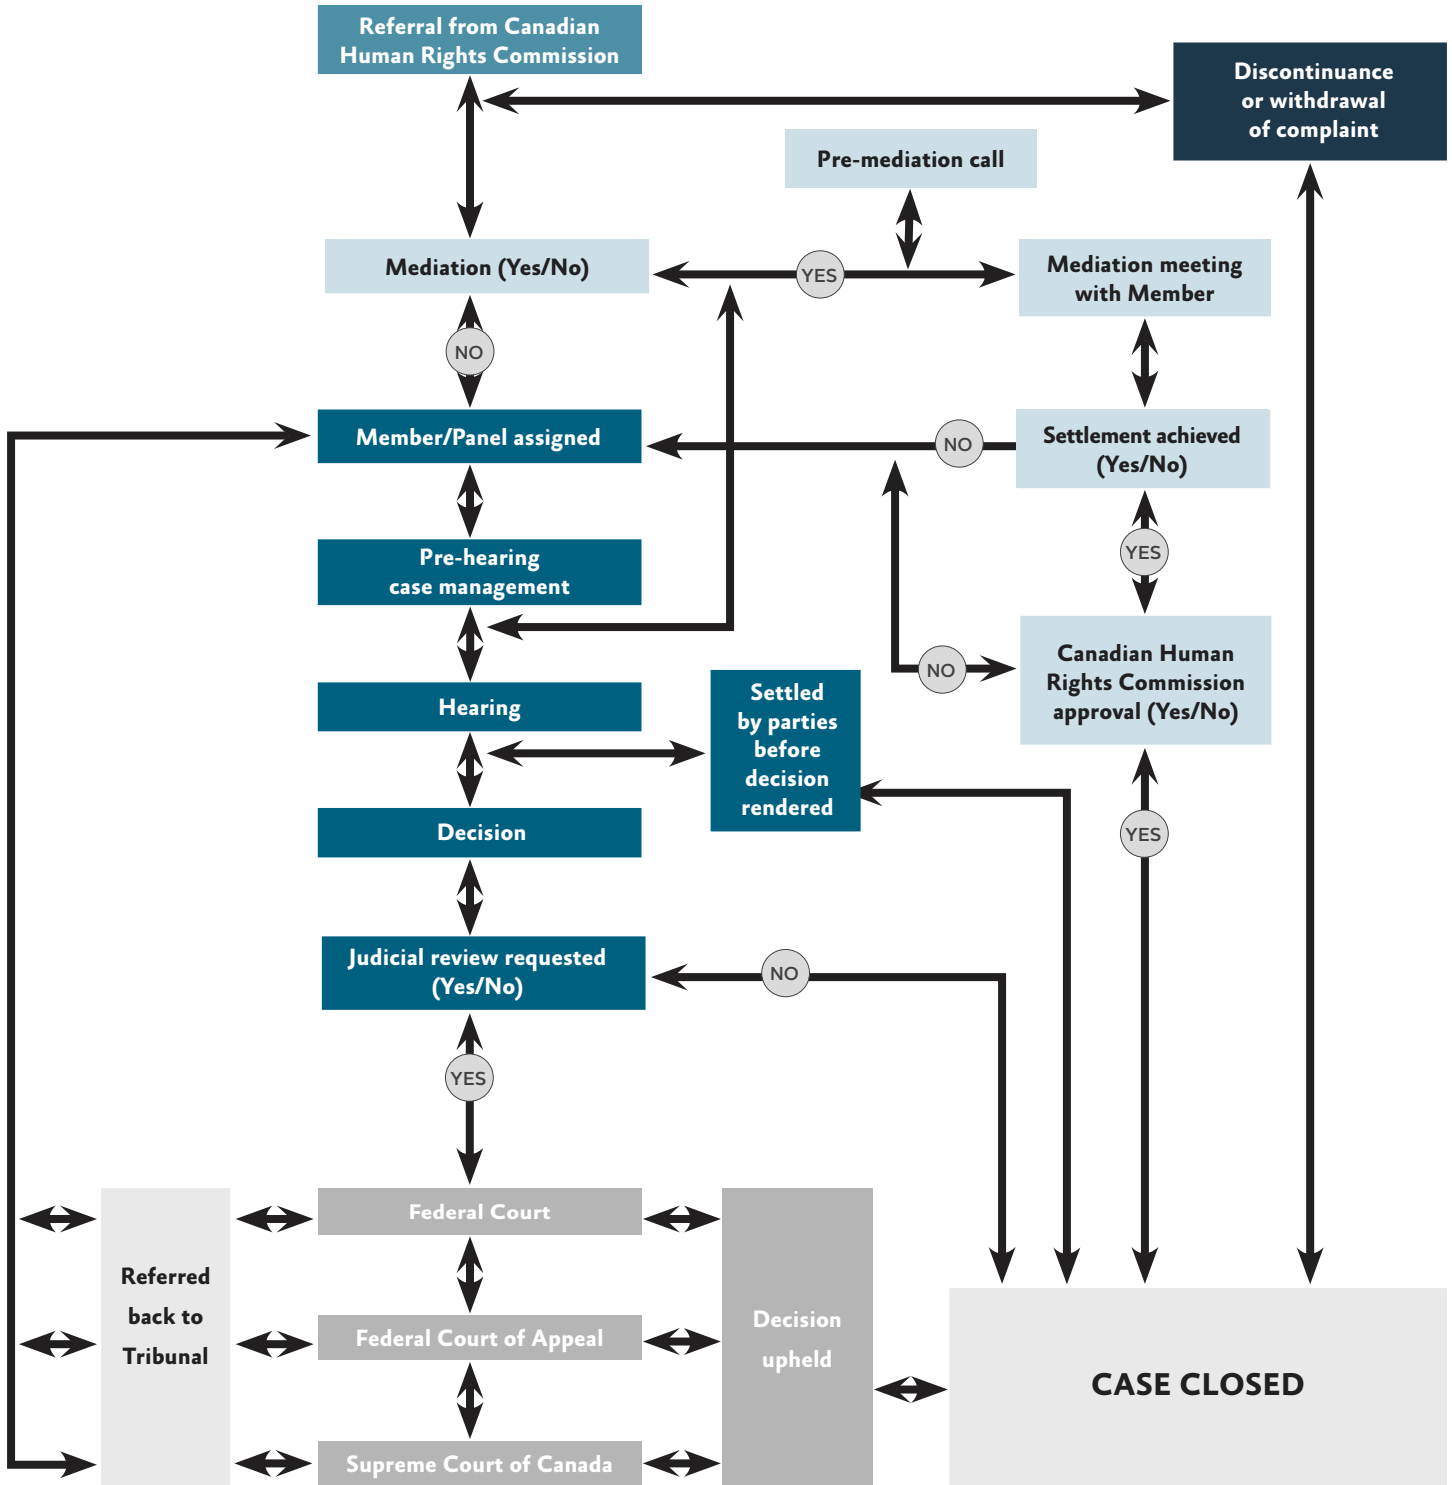 Referral from Canadian
Human Rights Commission
Discontinuance
or withdrawal
of complaint
Pre-mediation call
Mediation (Yes/No)
YES
Mediation meeting
with Member
NO
Member/Panel assigned
NO
Settlement achieved
(Yes/No)
YES
Pre-hearing
case management
NO
Canadian Human
Rights Commission
approval (Yes/No)
Hearing
Settled
by parties
before
decision
rendered
Decision
YES
Judicial review requested
(Yes/No)
NO
YES
Federal Court
Referred
back to
Tribunal
Federal Court of Appeal
Decision
upheld
CASE CLOSED
Supreme Court of Canada